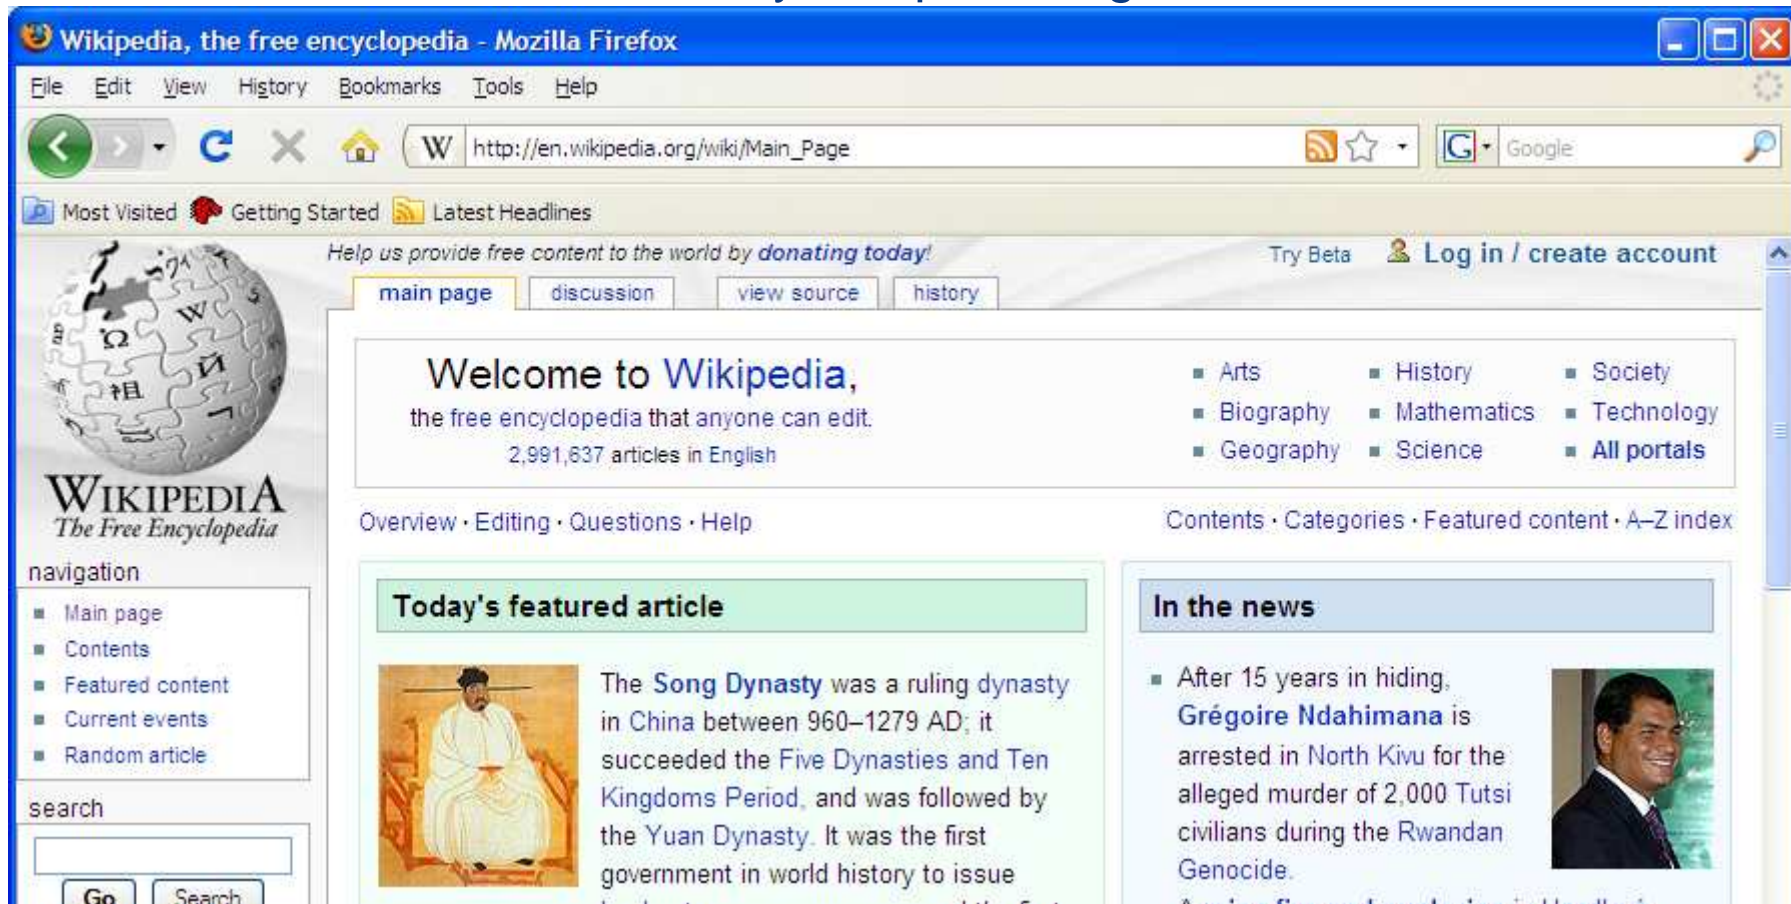 Wikipedia, the free encyclopedia - Mozilla Firefox
File Edit View History Bookmarks Tools Help
W http://en.wikipedia.org/wiki/Main_Page G Google
Most Visited Getting Started Latest Headlines
Help us provide free content to the world by donating today!
Try Beta Log in / create account
main page discussion view source history
Ω W И 祖
WIKIPEDIA
The Free Encyclopedia
navigation
Main page
Contents
Featured content
Current events
Random article
search
Go Search
Welcome to Wikipedia,
the free encyclopedia that anyone can edit.
2,991,637 articles in English
Arts
Biography
Geography
History
Mathematics
Science
Society
Technology
All portals
Overview · Editing · Questions · Help
Contents · Categories · Featured content · A–Z index
Today's featured article
The Song Dynasty was a ruling dynasty
in China between 960–1279 AD; it
succeeded the Five Dynasties and Ten
Kingdoms Period, and was followed by
the Yuan Dynasty. It was the first
government in world history to issue
In the news
After 15 years in hiding,
Grégoire Ndahimana is
arrested in North Kivu for the
alleged murder of 2,000 Tutsi
civilians during the Rwandan
Genocide.